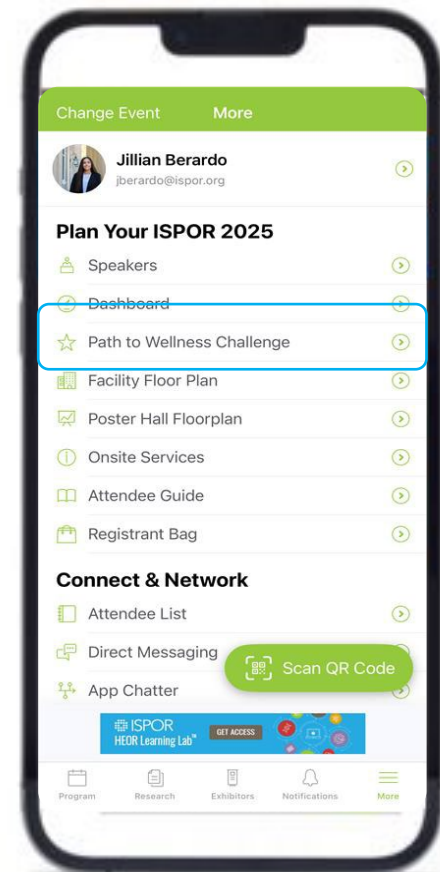 Change Event More
Jillian Berardo
jberardo@ispor.org
Plan Your ISPOR 2025
Speakers
Dashboard
Path to Wellness Challenge
Facility Floor Plan
Poster Hall Floorplan
Onsite Services
Attendee Guide
Registrant Bag
Connect & Network
Attendee List
Direct Messaging
Scan QR Code
App Chatter
ISPOR
HEOR Learning Lab™
GET ACCESS
Program Research Exhibitors Notifications More